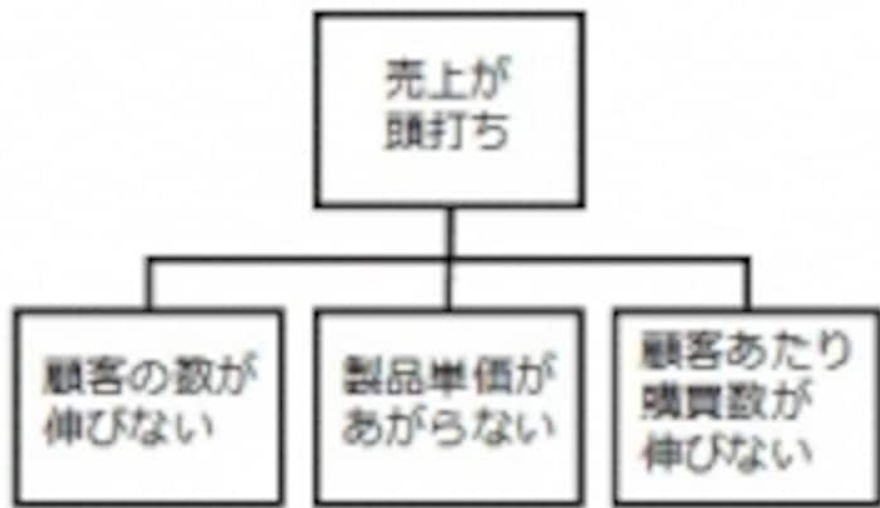 売上が
頭打ち
顧客の数が
伸びない
製品単価が
あがらない
顧客あたり
購買数が
伸びない